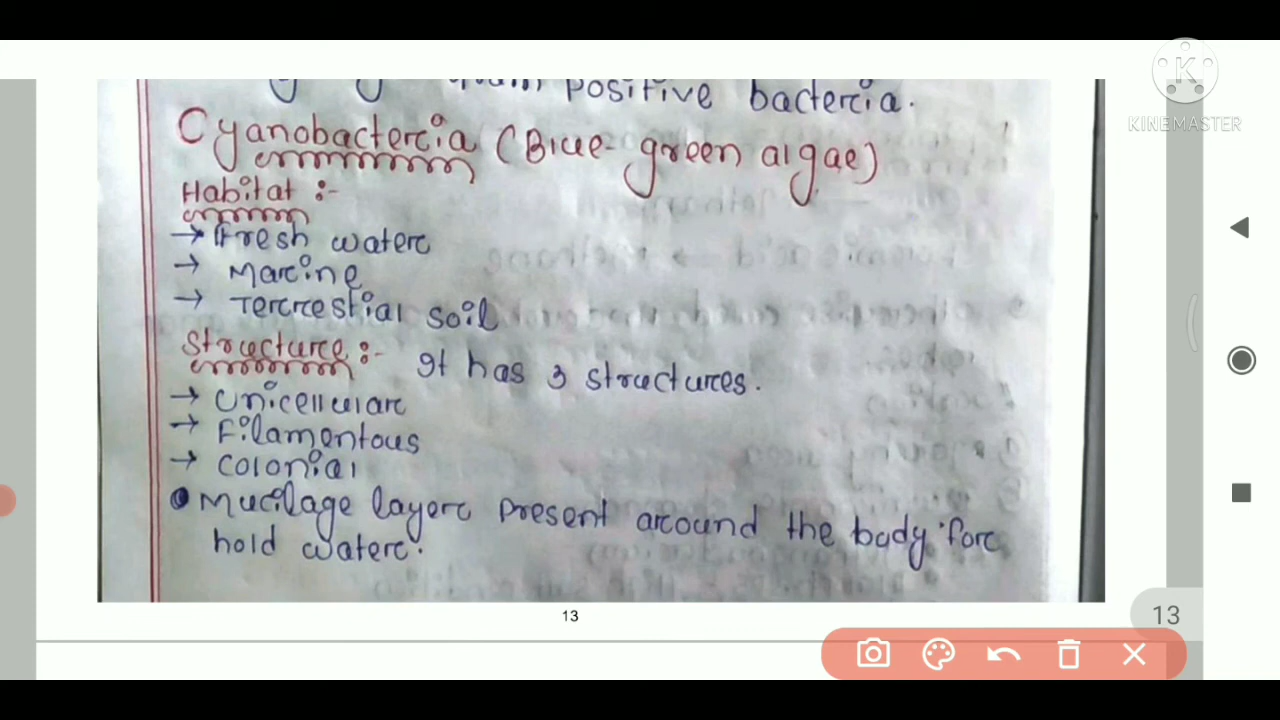 positive bacteria.
Cyanobacteria (Blue green algae)
Habitat :-
→ Fresh water
→ Marine
→ Terrestial soil
Structure :- It has 3 structures.
→ Unicellular
→ Filamentous
→ Colonial
• Mucilage layer present around the body for
hold water.
13
13
KINEMASTER